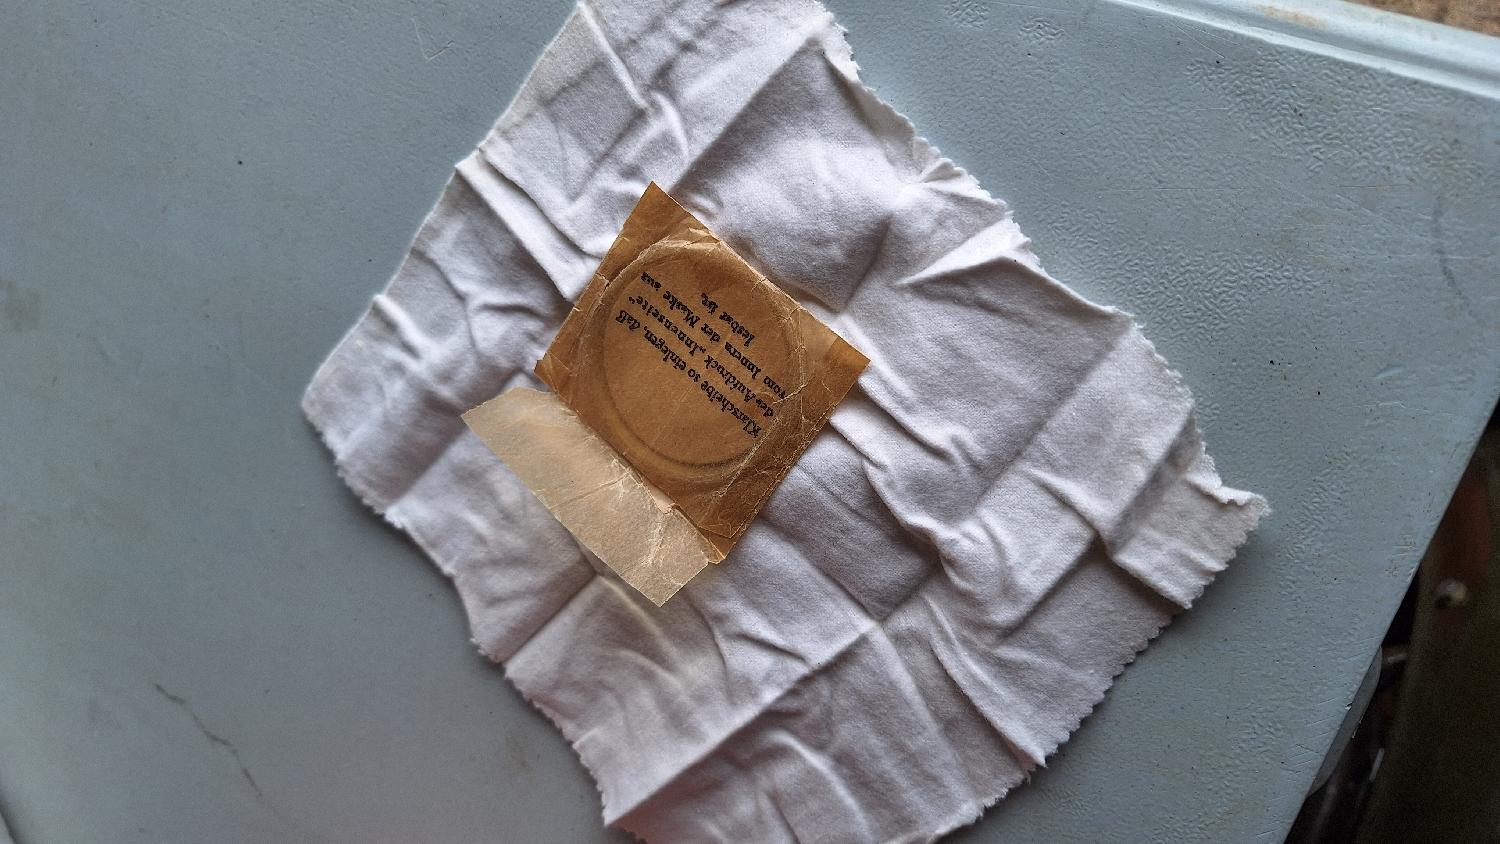 Klarscheibe so einlegen, daß
der Aufdruck „Innenseite“
vom Innern der Maske aus
lesbar ist.